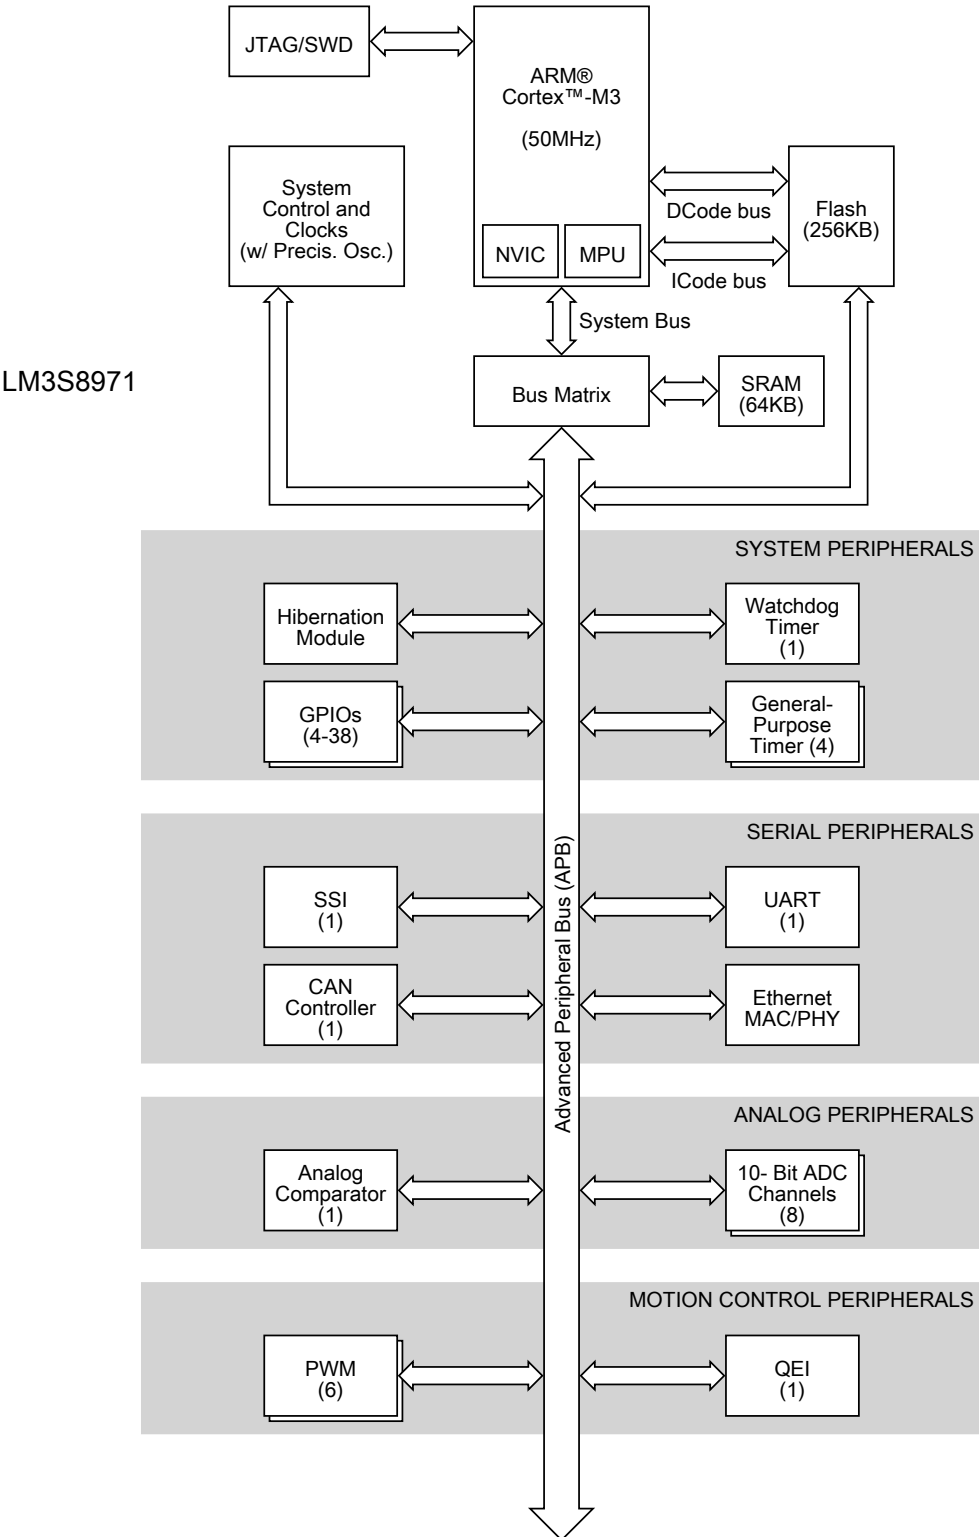 JTAG/SWD
ARM®
Cortex™-M3
(50MHz)
System
Control and
Clocks
(w/ Precis. Osc.)
DCode bus
Flash
(256KB)
NVIC
MPU
ICode bus
System Bus
LM3S8971
Bus Matrix
SRAM
(64KB)
SYSTEM PERIPHERALS
Hibernation
Module
Watchdog
Timer
(1)
GPIOs
(4-38)
General-
Purpose
Timer (4)
Advanced Peripheral Bus (APB)
SERIAL PERIPHERALS
SSI
(1)
UART
(1)
CAN
Controller
(1)
Ethernet
MAC/PHY
ANALOG PERIPHERALS
Analog
Comparator
(1)
10- Bit ADC
Channels
(8)
MOTION CONTROL PERIPHERALS
PWM
(6)
QEI
(1)